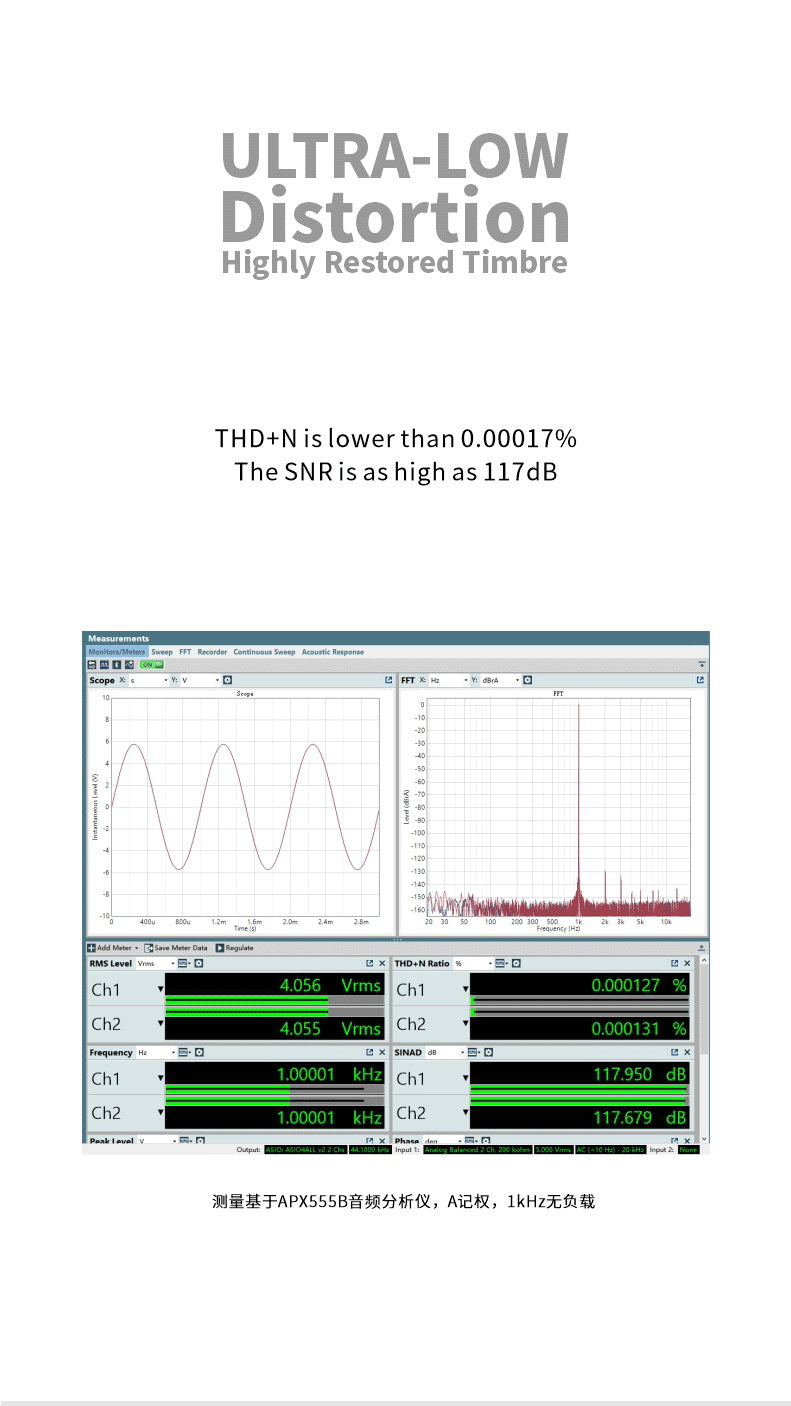 ULTRA-LOW
Distortion
Highly Restored Timbre
THD+N is lower than 0.00017%
The SNR is as high as 117dB
Measurements
Monitors/Meters Sweep FFT Recorder Continuous Sweep Acoustic Response
ON
Scope X: s Y: V
FFT X: Hz Y: dBrA
Scope
FFT
10
8
6
4
2
0
-2
-4
-6
-8
-10
Instantaneous Level (V)
0 400u 800u 1.2m 1.6m 2.0m 2.4m 2.8m
Time (s)
0
-10
-20
-30
-40
-50
-60
-70
-80
-90
-100
-110
-120
-130
-140
-150
-160
Level (dBrA)
20 30 50 100 200 300 500 1k 2k 3k 5k 10k
Frequency (Hz)
Add Meter Save Meter Data Regulate
RMS Level Vrms
Ch1 4.056 Vrms
Ch2 4.055 Vrms
THD+N Ratio %
Ch1 0.000127 %
Ch2 0.000131 %
Frequency Hz
Ch1 1.00001 kHz
Ch2 1.00001 kHz
SINAD dB
Ch1 117.950 dB
Ch2 117.679 dB
Peak Level V
Phase deg
Output: ASIO: ASIO4ALL v2 2 Chs 44.1000 kHz Input 1: Analog Balanced 2 Ch, 200 kohm 5.000 Vrms AC (<10 Hz) - 20 kHz Input 2: None
测量基于APX555B音频分析仪，A记权，1kHz无负载